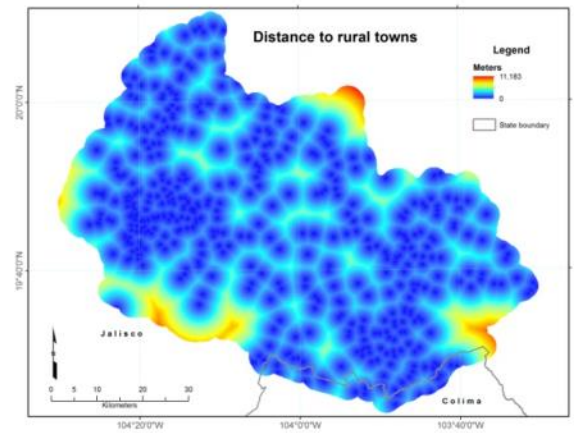 Distance to rural towns
Legend
Meters
11,183
0
State boundary
20°0'0"N
19°40'0"N
Jalisco
N
0 5 10 20 30
Kilometers
Colima
104°20'0"W 104°0'0"W 103°40'0"W